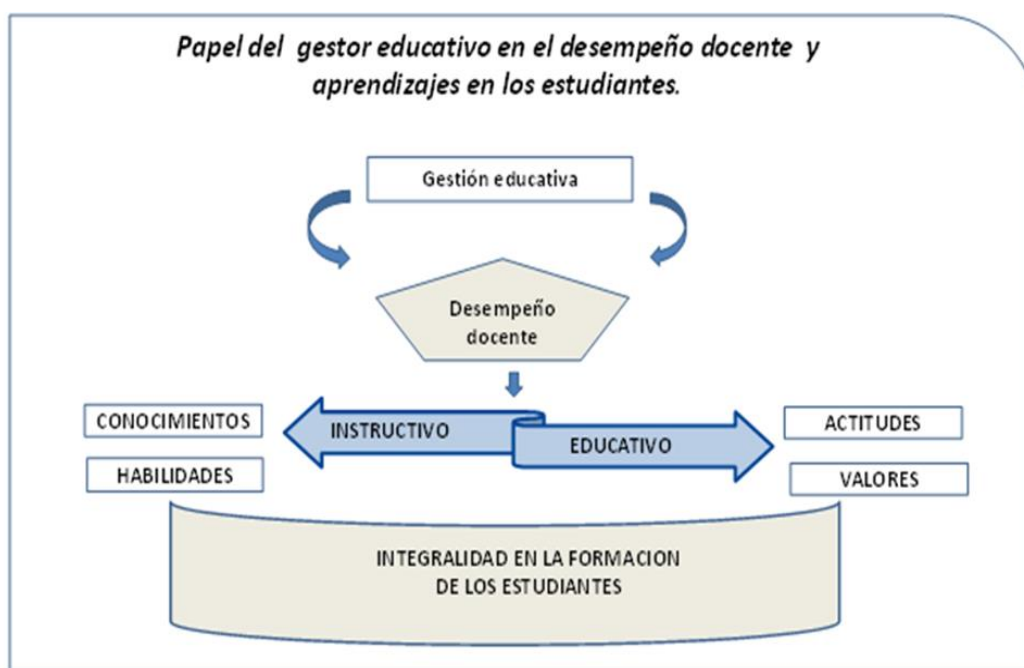 Papel del gestor educativo en el desempeño docente y
aprendizajes en los estudiantes.
Gestión educativa
Desempeño
docente
CONOCIMIENTOS
HABILIDADES
INSTRUCTIVO
EDUCATIVO
ACTITUDES
VALORES
INTEGRALIDAD EN LA FORMACION
DE LOS ESTUDIANTES